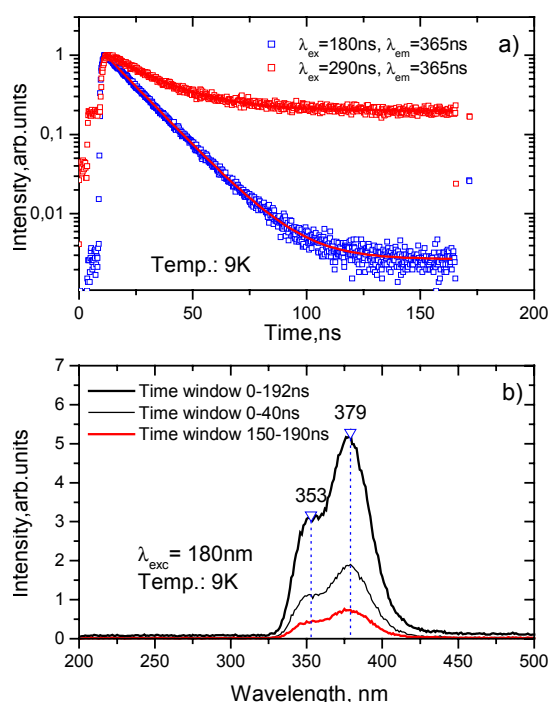 a)
λex=180ns, λem=365ns
λex=290ns, λem=365ns
1
0,1
0,01
Intensity,arb.units
Temp.: 9K
0 50 100 150 200
Time,ns
b)
7
6
5
4
3
2
1
0
Intensity,arb.units
Time window 0-192ns
Time window 0-40ns
Time window 150-190ns
379
353
λexc = 180nm
Temp.: 9K
200 250 300 350 400 450 500
Wavelength, nm